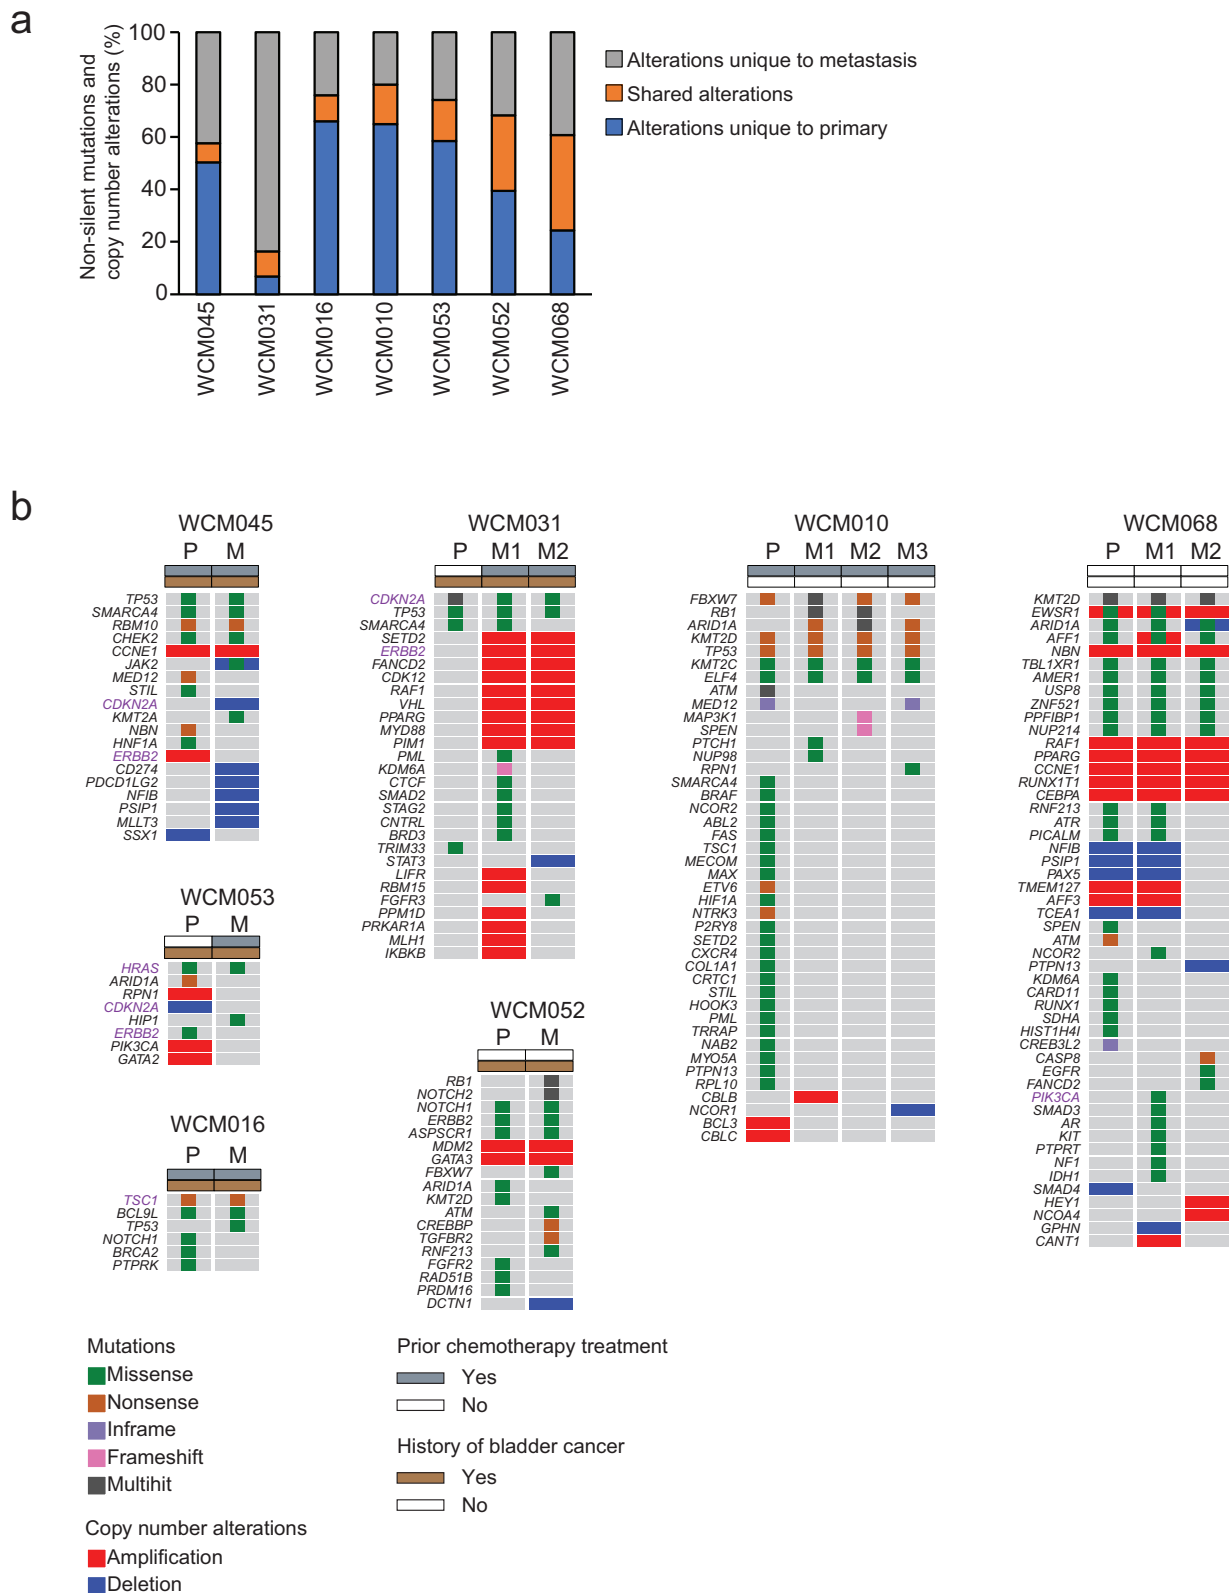 a
Non-silent mutations and
copy number alterations (%)
100
80
60
40
20
0
WCM045
WCM031
WCM016
WCM010
WCM053
WCM052
WCM068
Alterations unique to metastasis
Shared alterations
Alterations unique to primary
b
WCM045
P M
TP53
SMARCA4
RBM10
CHEK2
CCNE1
JAK2
MED12
STIL
CDKN2A
KMT2A
NBN
HNF1A
ERBB2
CD274
PDCD1LG2
NFIB
PSIP1
MLLT3
SSX1
WCM053
P M
HRAS
ARID1A
RPN1
CDKN2A
HIP1
ERBB2
PIK3CA
GATA2
WCM016
P M
TSC1
BCL9L
TP53
NOTCH1
BRCA2
PTPRK
WCM031
P M1 M2
CDKN2A
TP53
SMARCA4
SETD2
ERBB2
FANCD2
CDK12
RAF1
VHL
PPARG
MYD88
PIM1
PML
KDM6A
CTCF
SMAD2
STAG2
CNTRL
BRD3
TRIM33
STAT3
LIFR
RBM15
FGFR3
PPM1D
PRKAR1A
MLH1
IKBKB
WCM052
P M
RB1
NOTCH2
NOTCH1
ERBB2
ASPSCR1
MDM2
GATA3
FBXW7
ARID1A
KMT2D
ATM
CREBBP
TGFBR2
RNF213
FGFR2
RAD51B
PRDM16
DCTN1
WCM010
P M1 M2 M3
FBXW7
RB1
ARID1A
KMT2D
TP53
KMT2C
ELF4
ATM
MED12
MAP3K1
SPEN
PTCH1
NUP98
RPN1
SMARCA4
BRAF
NCOR2
ABL2
FAS
TSC1
MECOM
MAX
ETV6
HIF1A
NTRK3
P2RY8
SETD2
CXCR4
COL1A1
CRTC1
STIL
HOOK3
PML
TRRAP
NAB2
MYO5A
PTPN13
RPL10
CBLB
NCOR1
BCL3
CBLC
WCM068
P M1 M2
KMT2D
EWSR1
ARID1A
AFF1
NBN
TBL1XR1
AMER1
USP8
ZNF521
PPFIBP1
NUP214
RAF1
PPARG
CCNE1
RUNX1T1
CEBPA
RNF213
ATR
PICALM
NFIB
PSIP1
PAX5
TMEM127
AFF3
TCEA1
SPEN
ATM
NCOR2
PTPN13
KDM6A
CARD11
RUNX1
SDHA
HIST1H4I
CREB3L2
CASP8
EGFR
FANCD2
PIK3CA
SMAD3
AR
KIT
PTPRT
NF1
IDH1
SMAD4
HEY1
NCOA4
GPHN
CANT1
Mutations
Missense
Nonsense
Inframe
Frameshift
Multihit
Copy number alterations
Amplification
Deletion
Prior chemotherapy treatment
Yes
No
History of bladder cancer
Yes
No